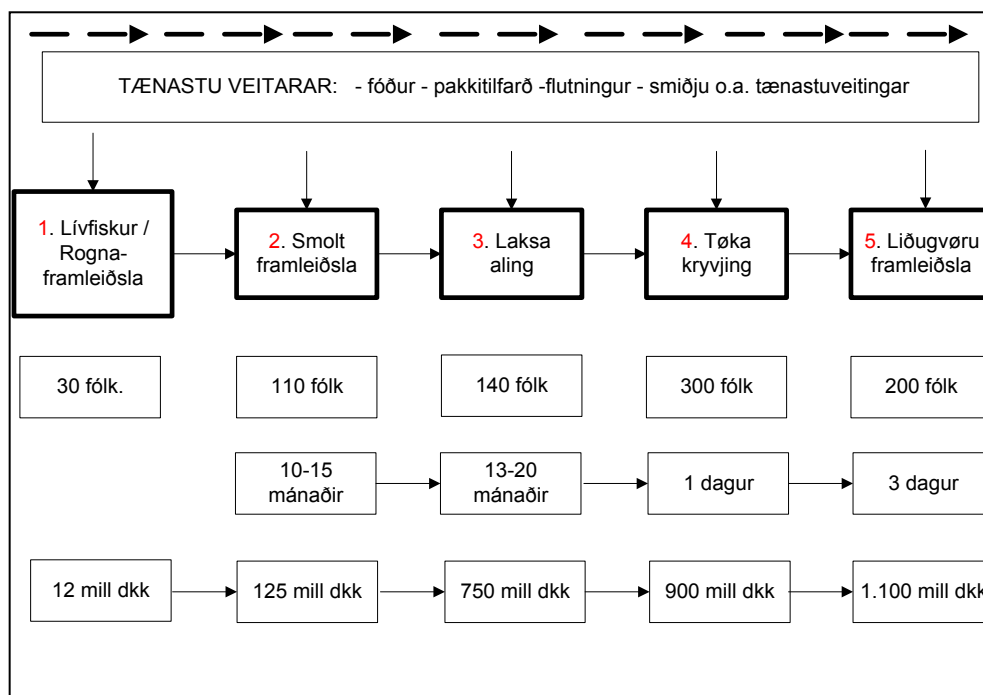 TÆNASTU VEITARAR: - fóður - pakkitilfarð -flutningur - smiðju o.a. tænastuveitingar
1. Lívfiskur /
Rogna-
framleiðsla
2. Smolt
framleiðsla
3. Laksa
aling
4. Tøka
kryvjing
5. Liðugvøru
framleiðsla
30 fólk.
110 fólk
140 fólk
300 fólk
200 fólk
10-15
mánaðir
13-20
mánaðir
1 dagur
3 dagur
12 mill dkk
125 mill dkk
750 mill dkk
900 mill dkk
1.100 mill dkk